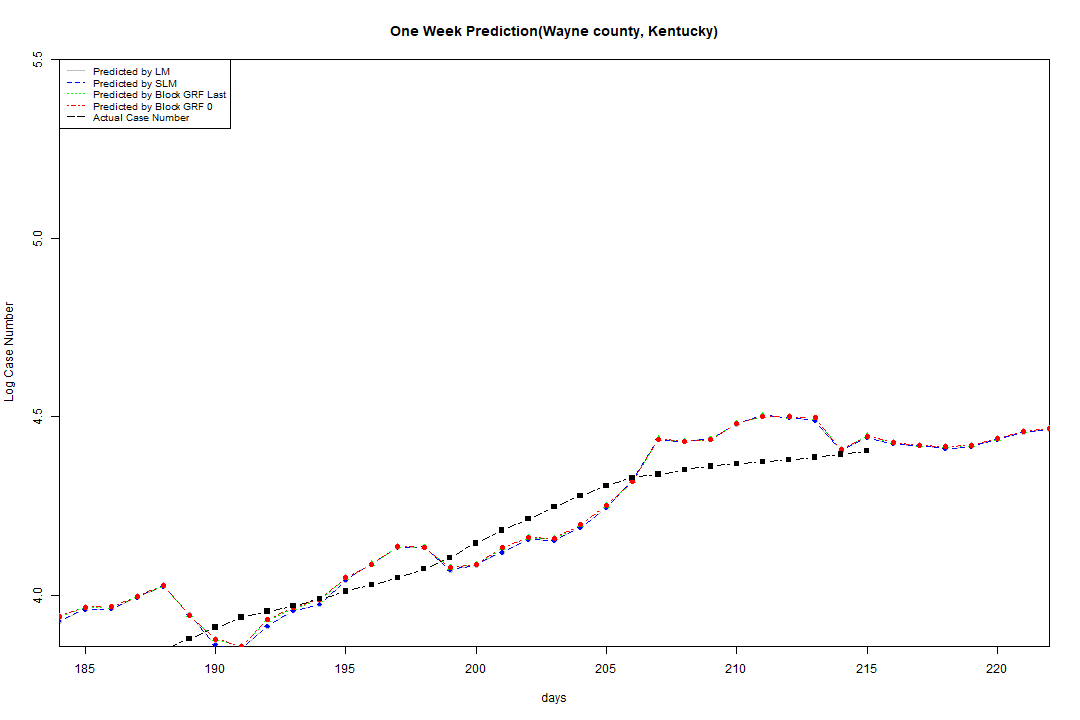 One Week Prediction(Wayne county, Kentucky)
Predicted by LM
Predicted by SLM
Predicted by Block GRF Last
Predicted by Block GRF 0
Actual Case Number
Log Case Number
5.5
5.0
4.5
4.0
185 190 195 200 205 210 215 220
days